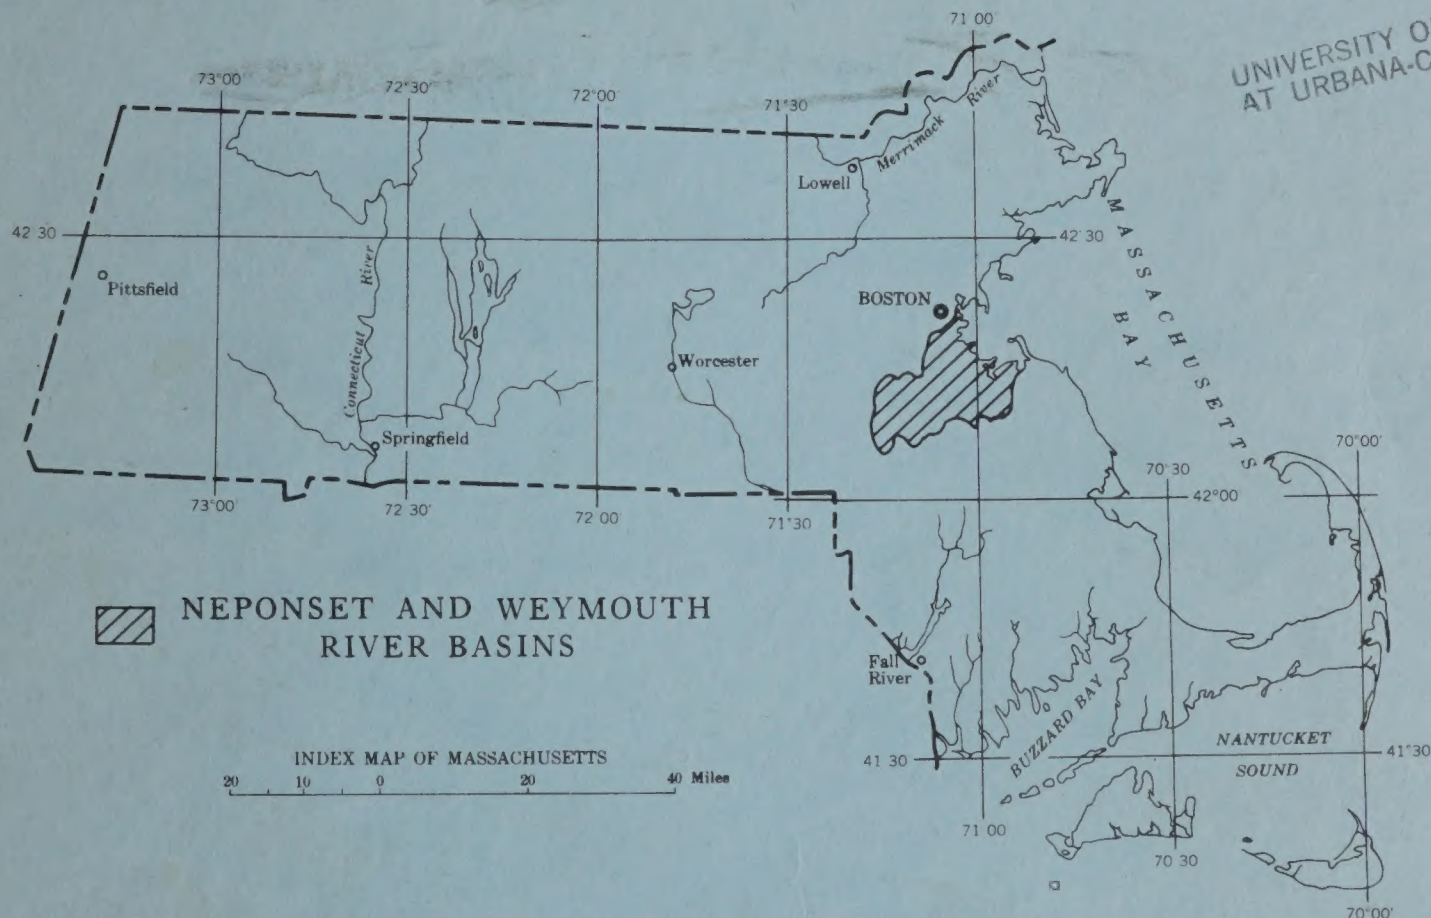 71 00'
UNIVERSITY O
AT URBANA-C
73°00'
72°30'
72°00'
71°30'
Merrimack River
Lowell
42 30
42°30
MASSACHUSETTS BAY
Pittsfield
Connecticut River
BOSTON
Worcester
Springfield
70°00'
70 30
42°00
73°00'
72 30'
72 00
71°30
NEPONSET AND WEYMOUTH
RIVER BASINS
Fall
River
BUZZARD BAY
INDEX MAP OF MASSACHUSETTS
20 10 0 20 40 Miles
NANTUCKET
SOUND
41 30
41°30
71 00
70 30
70°00'